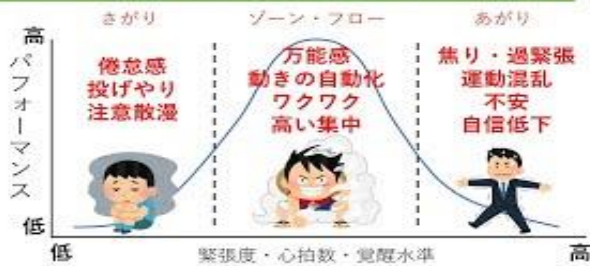 さがり
ゾーン・フロー
あがり
高
パフォーマンス
低
倦怠感
投げやり
注意散漫
万能感
動きの自動化
ワクワク
高い集中
焦り・過緊張
運動混乱
不安
自信低下
低
緊張度・心拍数・覚醒水準
高